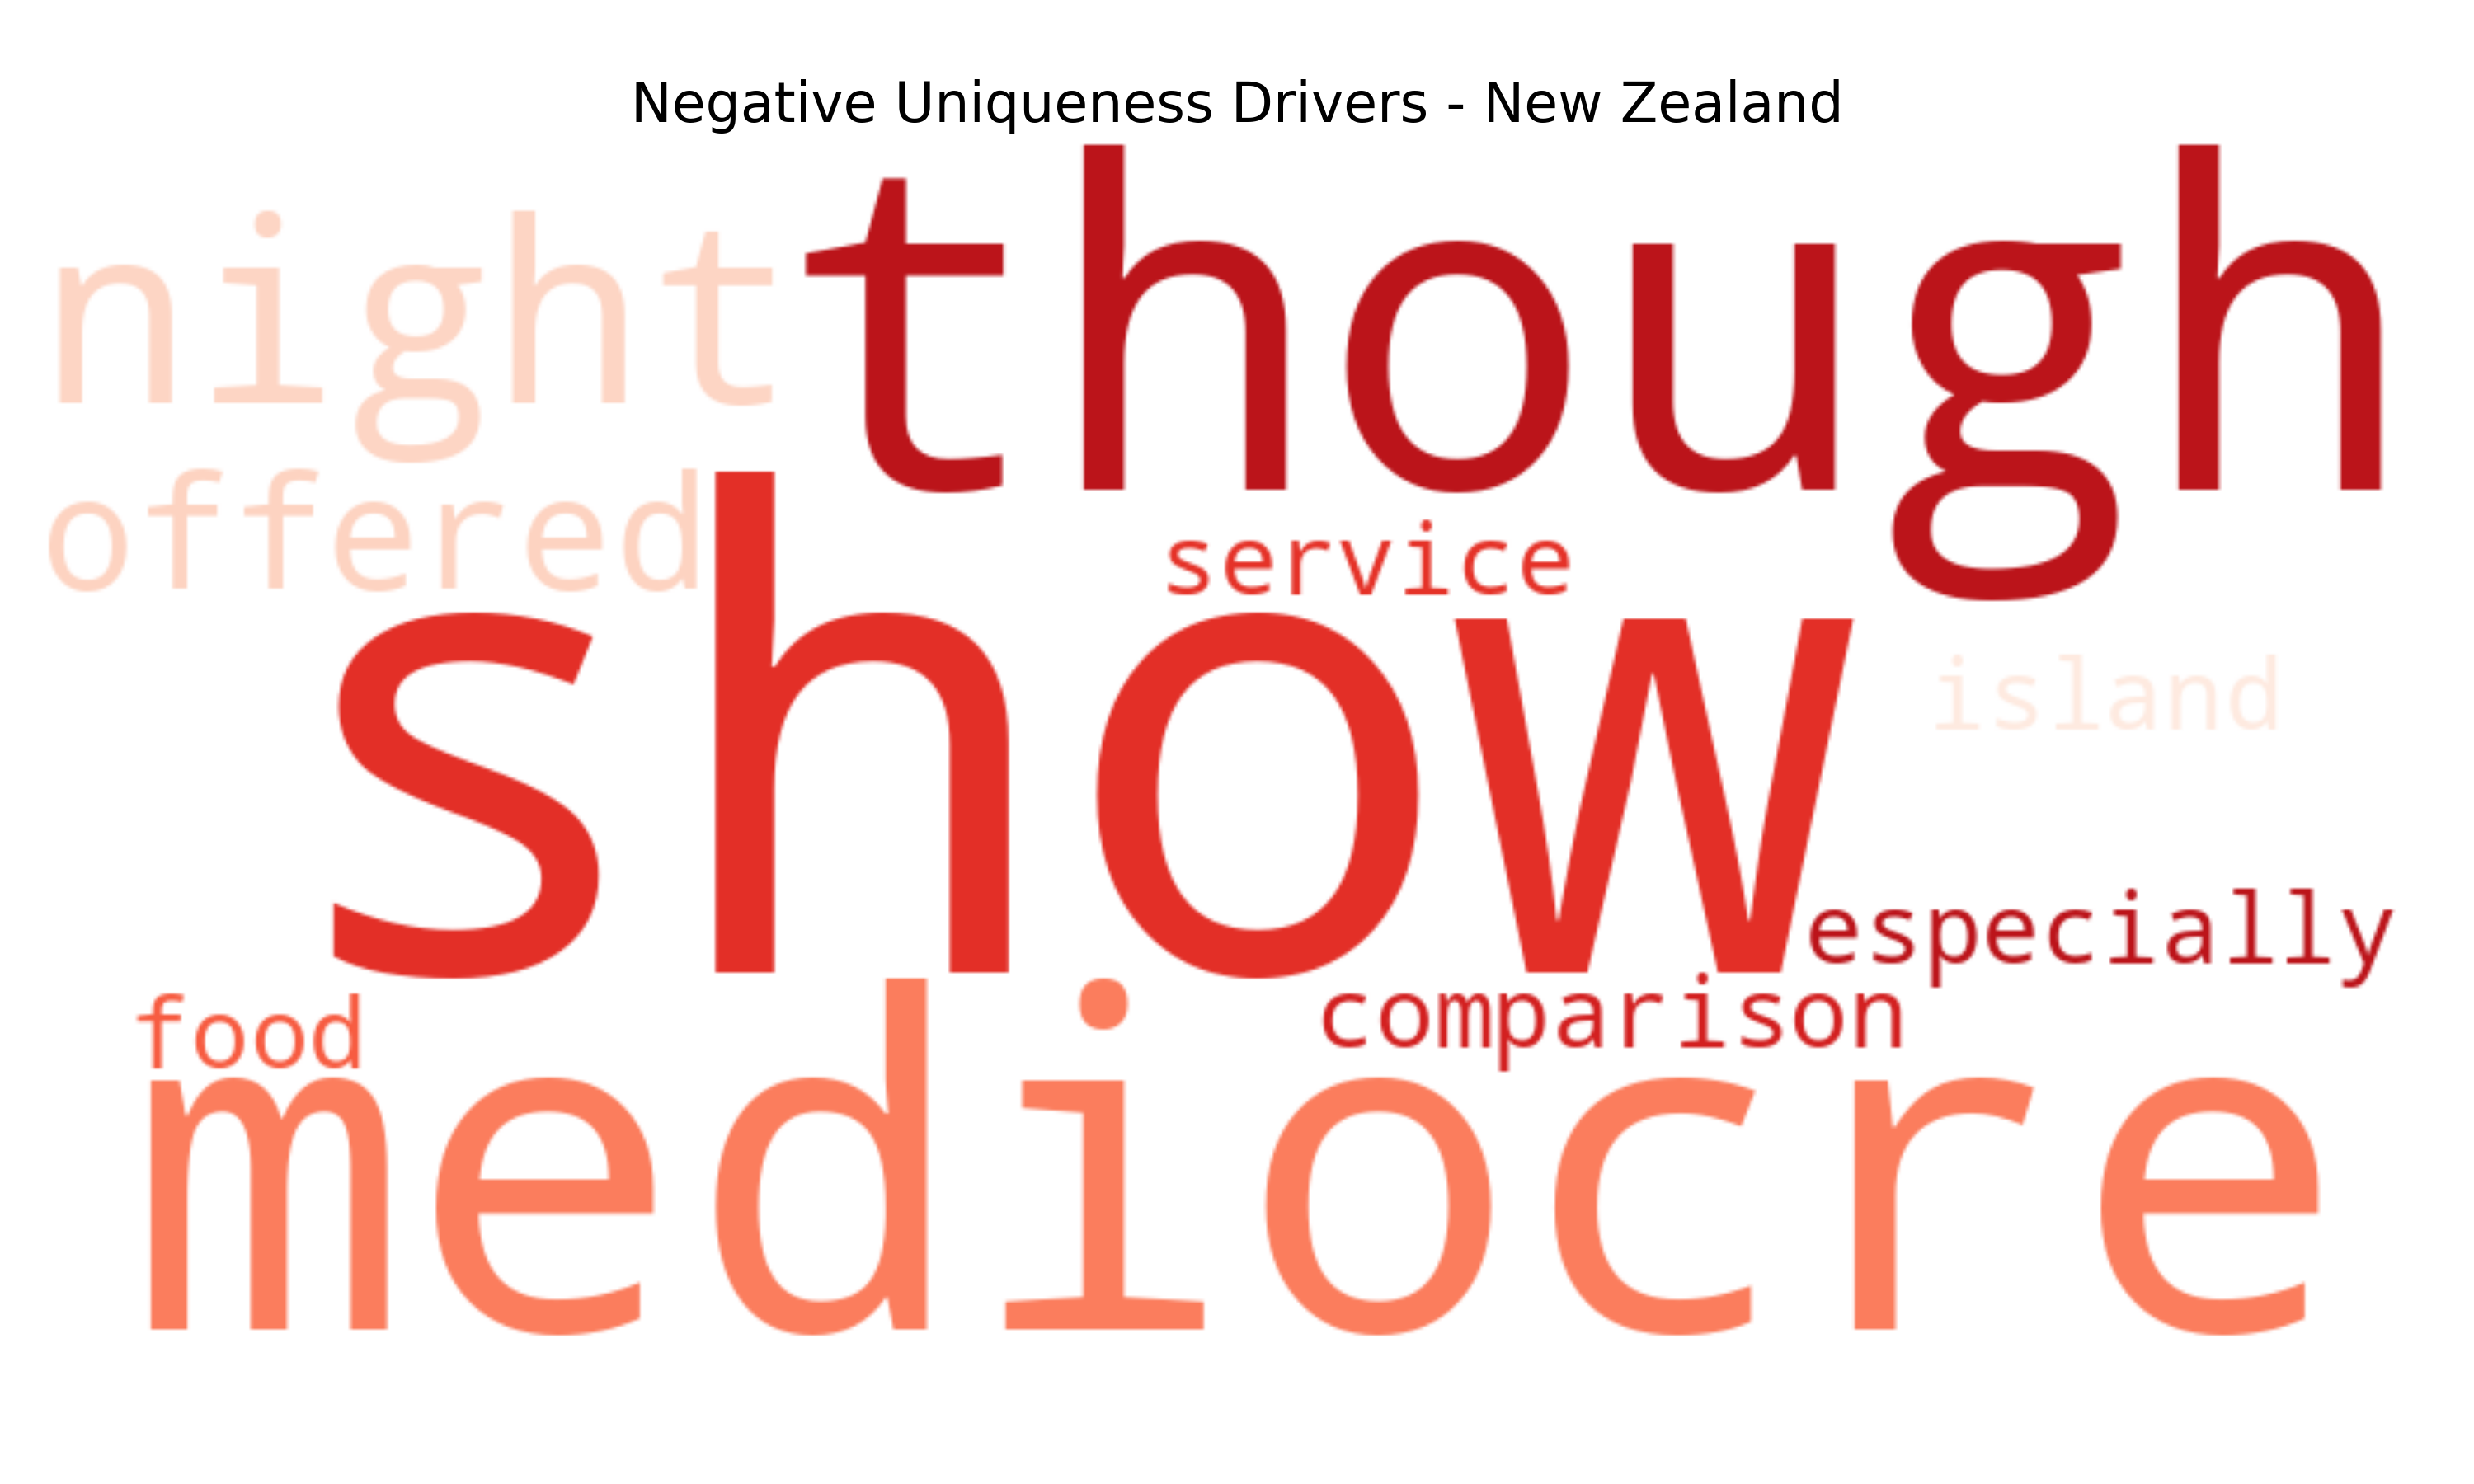 Negative Uniqueness Drivers - New Zealand
night
though
offered
service
show
island
especially
food
comparison
mediocre